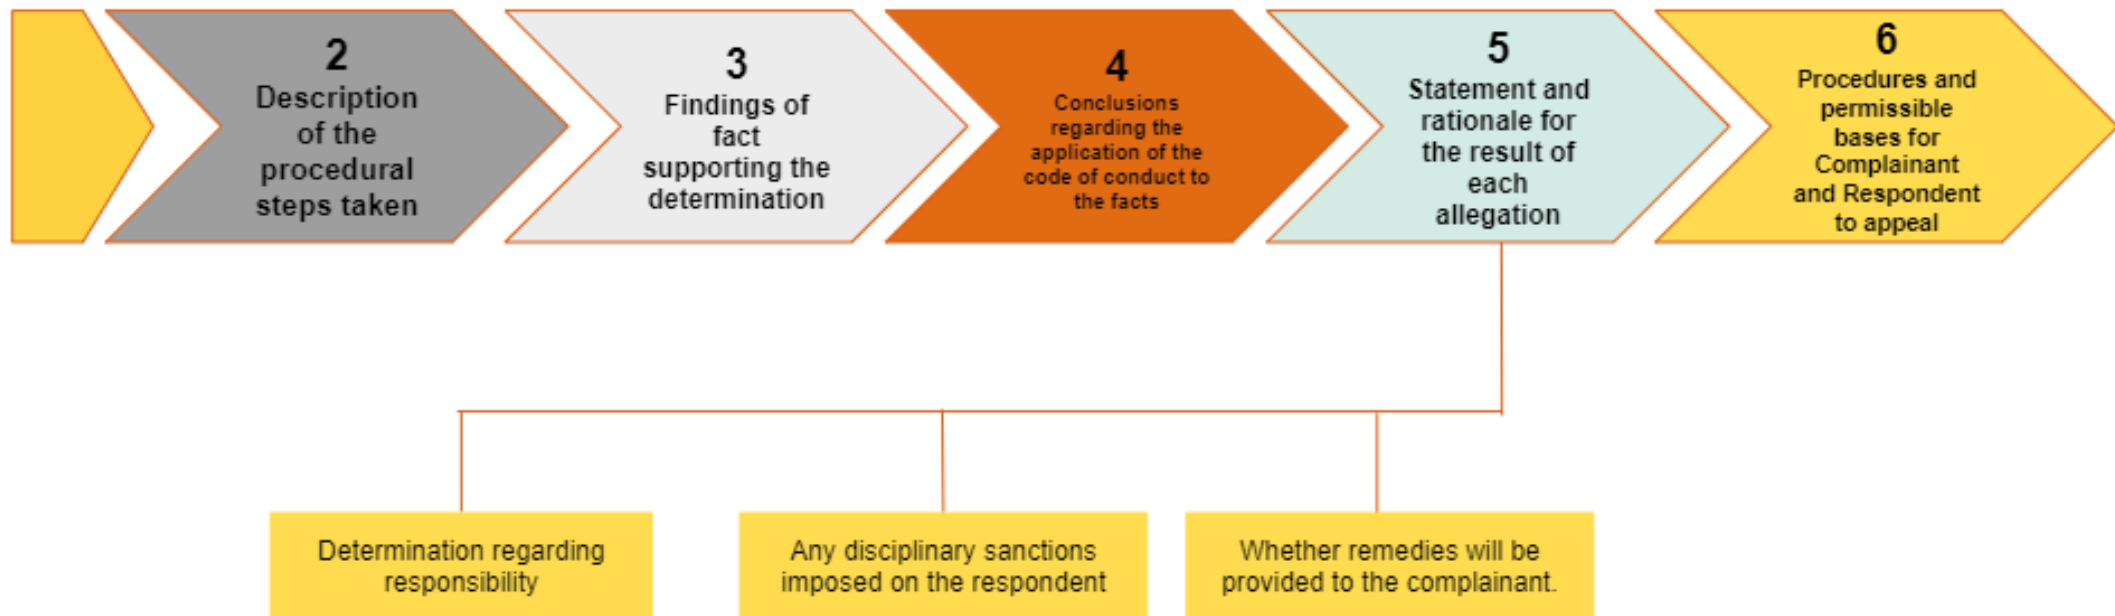 2
Description
of the
procedural
steps taken
3
Findings of
fact
supporting the
determination
4
Conclusions
regarding the
application of the
code of conduct to
the facts
5
Statement and
rationale for
the result of
each
allegation
6
Procedures and
permissible
bases for
Complainant
and Respondent
to appeal
Determination regarding
responsibility
Any disciplinary sanctions
imposed on the respondent
Whether remedies will be
provided to the complainant.